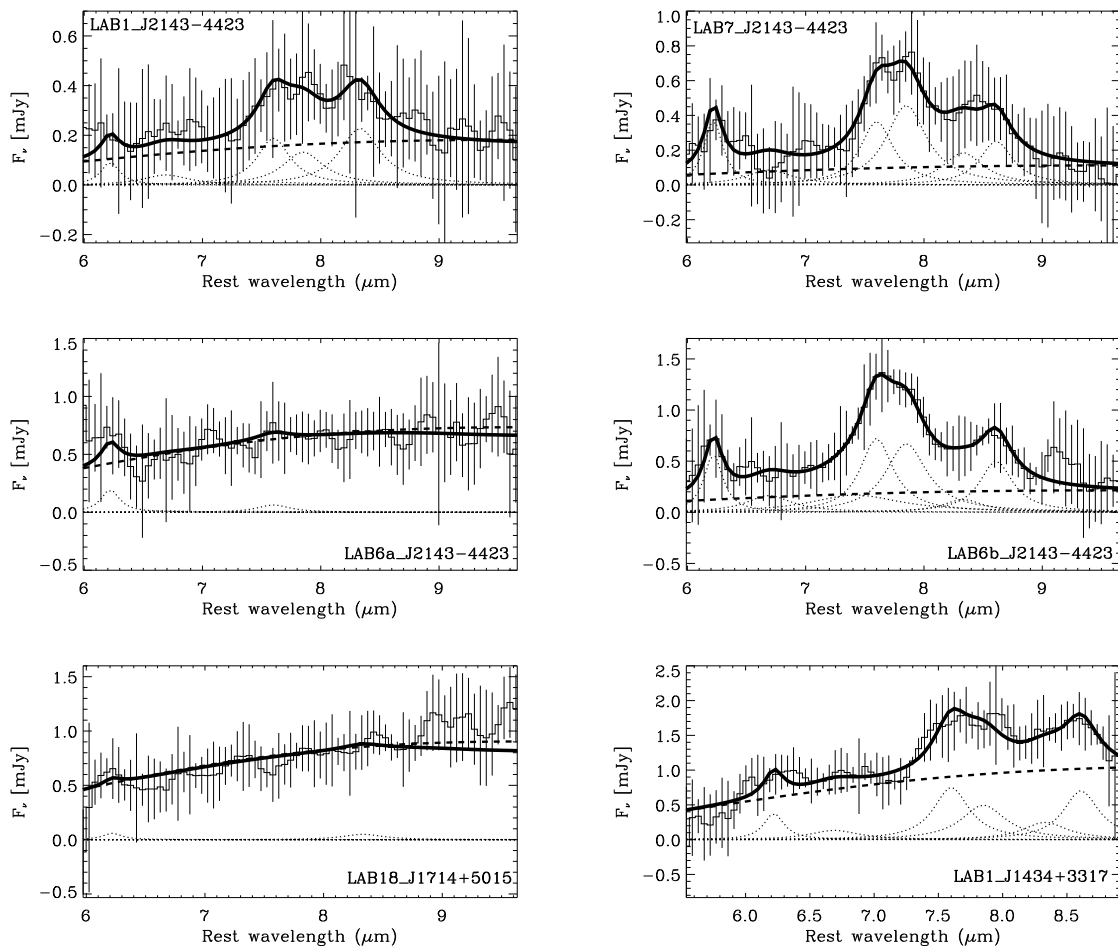 LAB1_J2143-4423
0.6
0.4
0.2
0.0
-0.2
F_ν [mJy]
6 7 8 9
Rest wavelength (μm)
LAB7_J2143-4423
1.0
0.8
0.6
0.4
0.2
0.0
-0.2
F_ν [mJy]
6 7 8 9
Rest wavelength (μm)
1.5
1.0
0.5
0.0
-0.5
F_ν [mJy]
LAB6a_J2143-4423
6 7 8 9
Rest wavelength (μm)
1.5
1.0
0.5
0.0
-0.5
F_ν [mJy]
LAB6b_J2143-4423
6 7 8 9
Rest wavelength (μm)
1.5
1.0
0.5
0.0
-0.5
F_ν [mJy]
LAB18_J1714+5015
6 7 8 9
Rest wavelength (μm)
2.5
2.0
1.5
1.0
0.5
0.0
-0.5
F_ν [mJy]
LAB1_J1434+3317
6.0 6.5 7.0 7.5 8.0 8.5
Rest wavelength (μm)